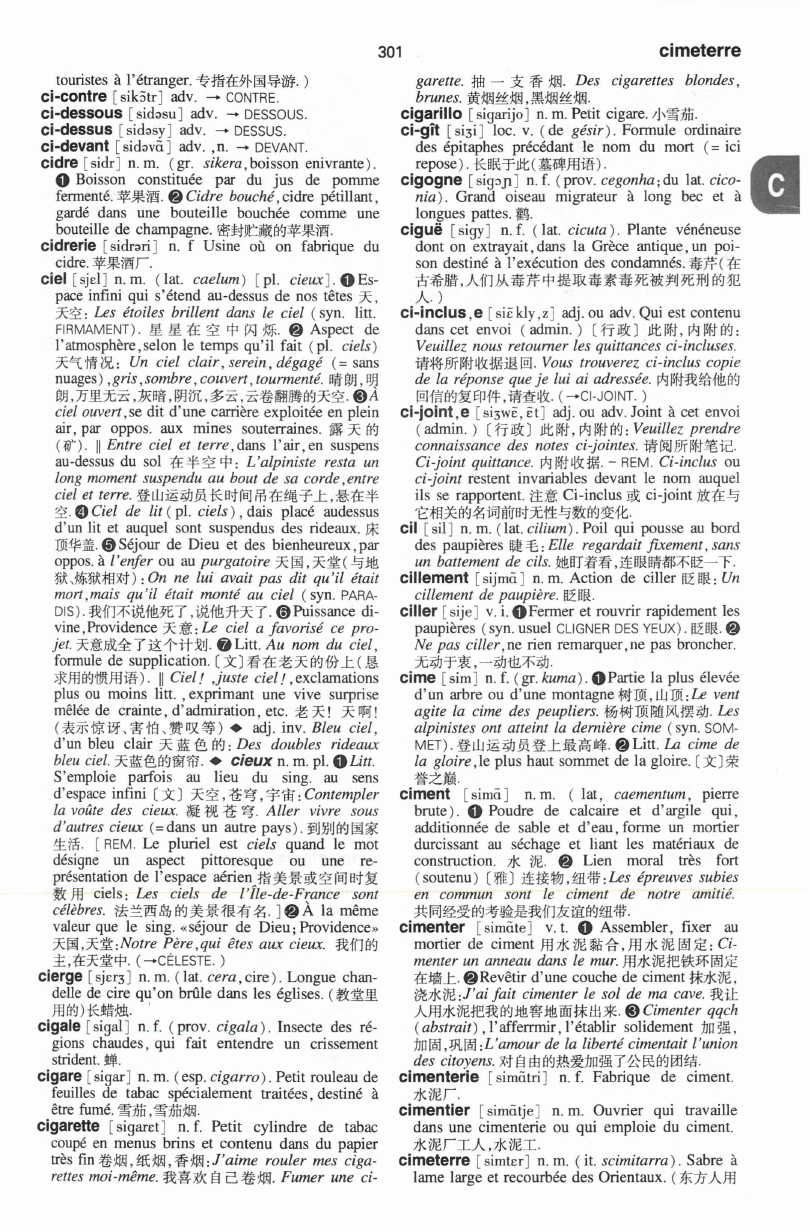 301
cimeterre
touristes à l'étranger. 专指在外国导游. )
ci-contre [ sikɔ̃tr] adv. → CONTRE.
ci-dessous [ sidəsu] adv. → DESSOUS.
ci-dessus [ sidəsy] adv. → DESSUS.
ci-devant [ sidəvɑ̃] adv. ,n. → DEVANT.
cidre [ sidr] n. m. (gr. sikera,boisson enivrante).
❶ Boisson constituée par du jus de pomme
fermenté. 苹果酒. ❷ Cidre bouché,cidre pétillant,
gardé dans une bouteille bouchée comme une
bouteille de champagne. 密封贮藏的苹果酒.
cidrerie [sidrəri] n. f Usine où on fabrique du
cidre. 苹果酒厂.
ciel [sjɛl] n. m. (lat. caelum) [ pl. cieux]. ❶Es-
pace infini qui s'étend au-dessus de nos têtes 天,
天空: Les étoiles brillent dans le ciel (syn. litt.
FIRMAMENT). 星星在空中闪烁. ❷ Aspect de
l'atmosphère,selon le temps qu'il fait (pl. ciels)
天气情况: Un ciel clair, serein, dégagé (= sans
nuages) ,gris,sombre,couvert,tourmenté. 晴朗,明
朗,万里无云,灰暗,阴沉,多云,云卷翻腾的天空. ❸À
ciel ouvert,se dit d'une carrière exploitée en plein
air, par oppos. aux mines souterraines. 露天的
(矿). ‖ Entre ciel et terre,dans l'air,en suspens
au-dessus du sol 在半空中: L'alpiniste resta un
long moment suspendu au bout de sa corde,entre
ciel et terre. 登山运动员长时间吊在绳子上,悬在半
空. ❹ Ciel de lit ( pl. ciels) , dais placé audessus
d'un lit et auquel sont suspendus des rideaux. 床
顶华盖. ❺ Séjour de Dieu et des bienheureux,par
oppos. à l'enfer ou au purgatoire 天国,天堂(与地
狱、炼狱相对) : On ne lui avait pas dit qu'il était
mort,mais qu'il était monté au ciel (syn. PARA-
DIS). 我们不说他死了,说他升天了. ❻ Puissance di-
vine,Providence 天意: Le ciel a favorisé ce pro-
jet. 天意成全了这个计划. ❼ Litt. Au nom du ciel,
formule de supplication. 〔文〕看在老天的份上(恳
求用的惯用语). ‖ Ciel! ,juste ciel! ,exclamations
plus ou moins litt. , exprimant une vive surprise
mêlée de crainte, d'admiration, etc. 老天! 天啊!
(表示惊讶、害怕、赞叹等) ◆ adj. inv. Bleu ciel,
d'un bleu clair 天蓝色的: Des doubles rideaux
bleu ciel. 天蓝色的窗帘. ◆ cieux n. m. pl. ❶Litt.
S'emploie parfois au lieu du sing. au sens
d'espace infini〔文〕天空,苍穹,宇宙: Contempler
la voûte des cieux. 凝视苍穹. Aller vivre sous
d'autres cieux (=dans un autre pays). 到别的国家
生活. [ REM. Le pluriel est ciels quand le mot
désigne un aspect pittoresque ou une re-
présentation de l'espace aérien 指美景或空间时复
数用 ciels: Les ciels de l'Île-de-France sont
célèbres. 法兰西岛的美景很有名. ]❷ À la même
valeur que le sing. «séjour de Dieu; Providence»
天国,天堂:Notre Père,qui êtes aux cieux. 我们的
主,在天堂中. (→CÉLESTE. )
cierge [sjɛrʒ] n. m. (lat. cera,cire). Longue chan-
delle de cire qu'on brûle dans les églises. (教堂里
用的)长蜡烛.
cigale [sigal] n. f. (prov. cigala). Insecte des ré-
gions chaudes, qui fait entendre un crissement
strident. 蝉.
cigare [sigar] n. m. (esp. cigarro). Petit rouleau de
feuilles de tabac spécialement traitées, destiné à
être fumé. 雪茄,雪茄烟.
cigarette [sigarɛt] n. f. Petit cylindre de tabac
coupé en menus brins et contenu dans du papier
très fin 卷烟,纸烟,香烟: J'aime rouler mes ciga-
rettes moi-même. 我喜欢自己卷烟. Fumer une ci-
garette. 抽一支香烟. Des cigarettes blondes,
brunes. 黄烟丝烟,黑烟丝烟.
cigarillo [sigarijo] n. m. Petit cigare. 小雪茄.
ci-gît [siʒi] loc. v. (de gésir). Formule ordinaire
des épitaphes précédant le nom du mort (= ici
repose). 长眠于此(墓碑用语).
cigogne [sigɔɲ] n. f. (prov. cegonha; du lat. cico-
nia). Grand oiseau migrateur à long bec et à
longues pattes. 鹳.
ciguë [sigy] n. f. (lat. cicuta). Plante vénéneuse
dont on extrayait,dans la Grèce antique,un poi-
son destiné à l'exécution des condamnés. 毒芹(在
古希腊,人们从毒芹中提取毒素毒死被判死刑的犯
人. )
ci-inclus,e [siɛ̃ kly,z] adj. ou adv. Qui est contenu
dans cet envoi ( admin. )〔行政〕此附,内附的:
Veuillez nous retourner les quittances ci-incluses.
请将所附收据退回. Vous trouverez ci-inclus copie
de la réponse que je lui ai adressée. 内附我给他的
回信的复印件,请查收. (→CI-JOINT. )
ci-joint,e [siʒwɛ̃, ɛ̃t] adj. ou adv. Joint à cet envoi
(admin. )〔行政〕此附,内附的: Veuillez prendre
connaissance des notes ci-jointes. 请阅所附笔记.
Ci-joint quittance. 内附收据. – REM. Ci-inclus ou
ci-joint restent invariables devant le nom auquel
ils se rapportent. 注意 Ci-inclus 或 ci-joint 放在与
它相关的名词前时无性与数的变化.
cil [sil] n. m. (lat. cilium). Poil qui pousse au bord
des paupières 睫毛: Elle regardait fixement, sans
un battement de cils. 她盯着看,连眼睛都不眨一下.
cillement [sijmɑ̃] n. m. Action de ciller 眨眼: Un
cillement de paupière. 眨眼.
ciller [sije] v. i. ❶Fermer et rouvrir rapidement les
paupières (syn. usuel CLIGNER DES YEUX). 眨眼. ❷
Ne pas ciller,ne rien remarquer,ne pas broncher.
无动于衷,一动也不动.
cime [sim] n. f. (gr. kuma). ❶Partie la plus élevée
d'un arbre ou d'une montagne 树顶,山顶: Le vent
agite la cime des peupliers. 杨树顶随风摆动. Les
alpinistes ont atteint la dernière cime (syn. SOM-
MET). 登山运动员登上最高峰. ❷ Litt. La cime de
la gloire,le plus haut sommet de la gloire.〔文〕荣
誉之巅.
ciment [simɑ̃] n. m. ( lat, caementum, pierre
brute). ❶ Poudre de calcaire et d'argile qui,
additionnée de sable et d'eau,forme un mortier
durcissant au séchage et liant les matériaux de
construction. 水泥. ❷ Lien moral très fort
(soutenu)〔雅〕连接物,纽带: Les épreuves subies
en commun sont le ciment de notre amitié.
共同经受的考验是我们友谊的纽带.
cimenter [simɑ̃te] v. t. ❶ Assembler, fixer au
mortier de ciment 用水泥黏合,用水泥固定: Ci-
menter un anneau dans le mur. 用水泥把铁环固定
在墙上. ❷Revêtir d'une couche de ciment 抹水泥,
浇水泥:J'ai fait cimenter le sol de ma cave. 我让
人用水泥把我的地窖地面抹出来. ❸ Cimenter qqch
(abstrait) ,l'afferrmir,l'établir solidement 加强,
加固,巩固:L'amour de la liberté cimentait l'union
des citoyens. 对自由的热爱加强了公民的团结.
cimenterie [simɑ̃tri] n. f. Fabrique de ciment.
水泥厂.
cimentier [simɑ̃tje] n. m. Ouvrier qui travaille
dans une cimenterie ou qui emploie du ciment.
水泥厂工人,水泥工.
cimeterre [simtɛr] n. m. (it. scimitarra). Sabre à
lame large et recourbée des Orientaux. (东方人用
C